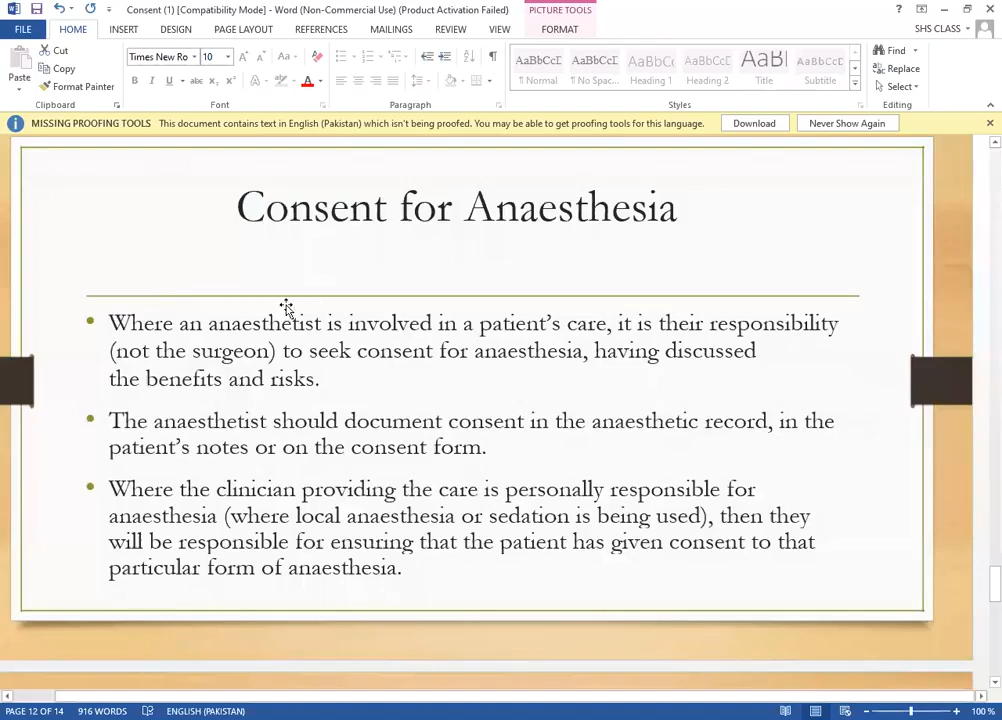 Consent (1) [Compatibility Mode] - Word (Non-Commercial Use) (Product Activation Failed)
PICTURE TOOLS
FILE HOME INSERT DESIGN PAGE LAYOUT REFERENCES MAILINGS REVIEW VIEW FORMAT SHS CLASS
Paste
Cut
Copy
Format Painter
Clipboard
Times New Ro 10
Aa
B I U abc x₂ x² A A
Font
Paragraph
AaBbCcD AaBbCcD AaBbC AaBbCcD AaBl AaBbCcD
¶ Normal ¶ No Spac... Heading 1 Heading 2 Title Subtitle
Styles
Find
Replace
Select
Editing
MISSING PROOFING TOOLS This document contains text in English (Pakistan) which isn't being proofed. You may be able to get proofing tools for this language. Download Never Show Again
Consent for Anaesthesia
• Where an anaesthetist is involved in a patient's care, it is their responsibility
(not the surgeon) to seek consent for anaesthesia, having discussed
the benefits and risks.
• The anaesthetist should document consent in the anaesthetic record, in the
patient's notes or on the consent form.
• Where the clinician providing the care is personally responsible for
anaesthesia (where local anaesthesia or sedation is being used), then they
will be responsible for ensuring that the patient has given consent to that
particular form of anaesthesia.
PAGE 12 OF 14 916 WORDS ENGLISH (PAKISTAN) 100 %